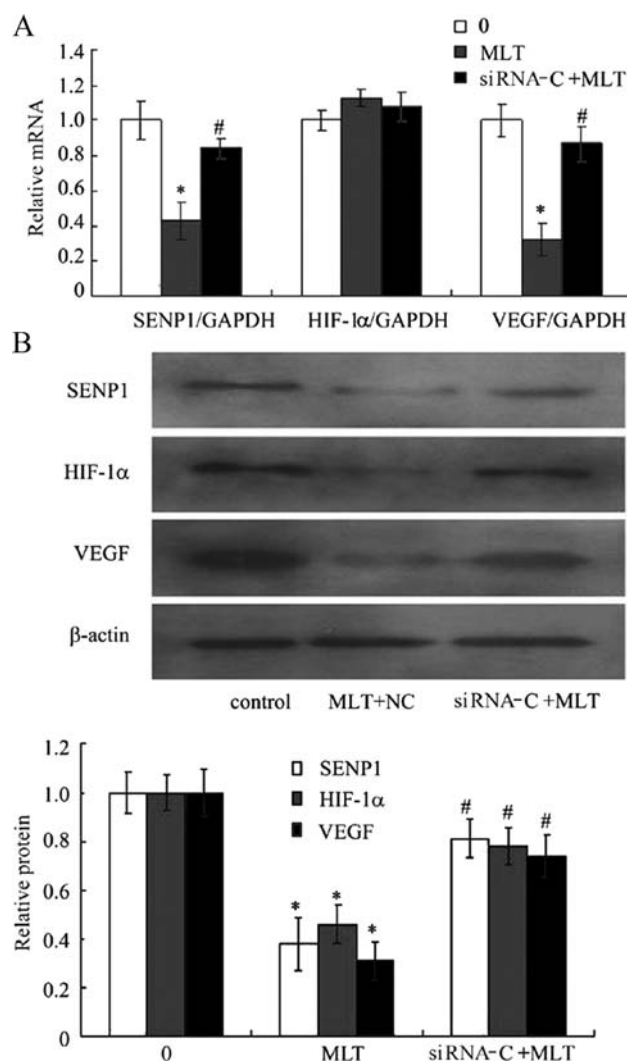 A
0
MLT
siRNA-C+MLT
Relative mRNA
1.4
1.2
1.0
0.8
0.6
0.4
0.2
0
*
#
*
#
SENP1/GAPDH HIF-1α/GAPDH VEGF/GAPDH
B
SENP1
HIF-1α
VEGF
β-actin
control MLT+NC siRNA-C+MLT
Relative protein
1.2
1.0
0.8
0.6
0.4
0.2
0
SENP1
HIF-1α
VEGF
* * *
# # #
0 MLT siRNA-C+MLT